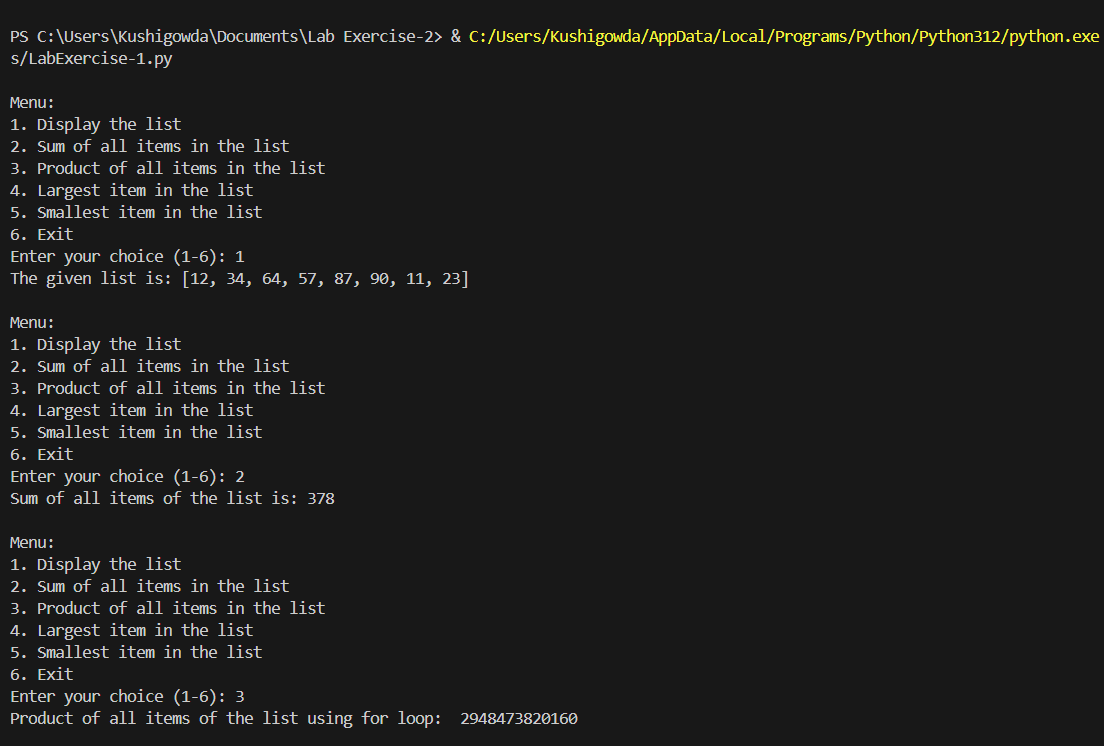 PS C:\Users\Kushigowda\Documents\Lab Exercise-2> & C:/Users/Kushigowda/AppData/Local/Programs/Python/Python312/python.exe
s/LabExercise-1.py

Menu:
1. Display the list
2. Sum of all items in the list
3. Product of all items in the list
4. Largest item in the list
5. Smallest item in the list
6. Exit
Enter your choice (1-6): 1
The given list is: [12, 34, 64, 57, 87, 90, 11, 23]

Menu:
1. Display the list
2. Sum of all items in the list
3. Product of all items in the list
4. Largest item in the list
5. Smallest item in the list
6. Exit
Enter your choice (1-6): 2
Sum of all items of the list is: 378

Menu:
1. Display the list
2. Sum of all items in the list
3. Product of all items in the list
4. Largest item in the list
5. Smallest item in the list
6. Exit
Enter your choice (1-6): 3
Product of all items of the list using for loop:  2948473820160